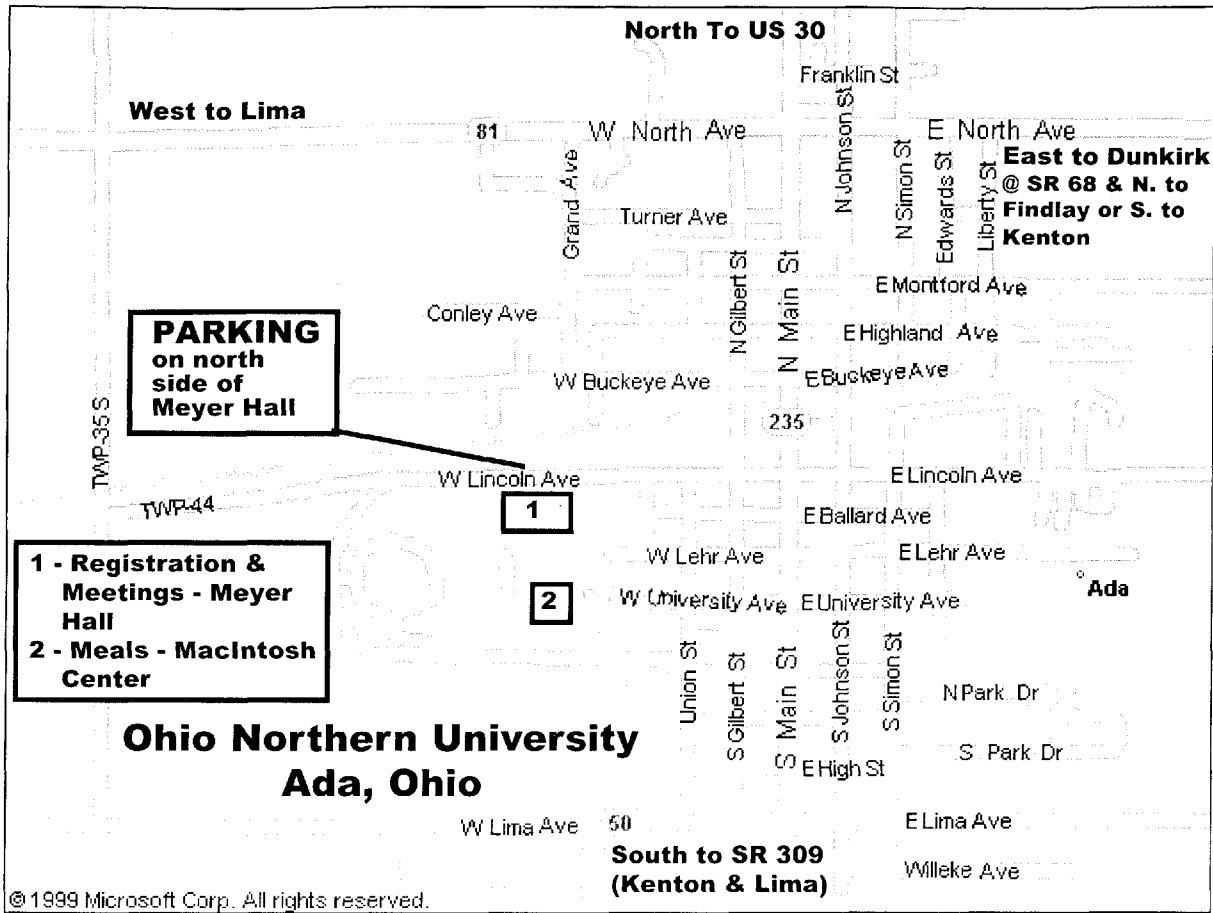 North To US 30
Franklin St
West to Lima
81
W North Ave
E North Ave
N Johnson St
N Simon St
Edwards St
Liberty St
East to Dunkirk
@ SR 68 & N. to
Findlay or S. to
Kenton
Grand Ave
Turner Ave
N Gilbert St
N Main St
E Montford Ave
Conley Ave
E Highland Ave
PARKING
on north
side of
Meyer Hall
W Buckeye Ave
E Buckeye Ave
TWP-35 S
235
W Lincoln Ave
E Lincoln Ave
TWP-44
1
E Ballard Ave
W Lehr Ave
E Lehr Ave
1 - Registration &
Meetings - Meyer
Hall
2 - Meals - MacIntosh
Center
2
W University Ave
E University Ave
Ada
Union St
S Gilbert St
S Main St
S Johnson St
S Simon St
N Park Dr
S Park Dr
E High St
Ohio Northern University
Ada, Ohio
W Lima Ave
50
E Lima Ave
South to SR 309
(Kenton & Lima)
Willeke Ave
© 1999 Microsoft Corp. All rights reserved.